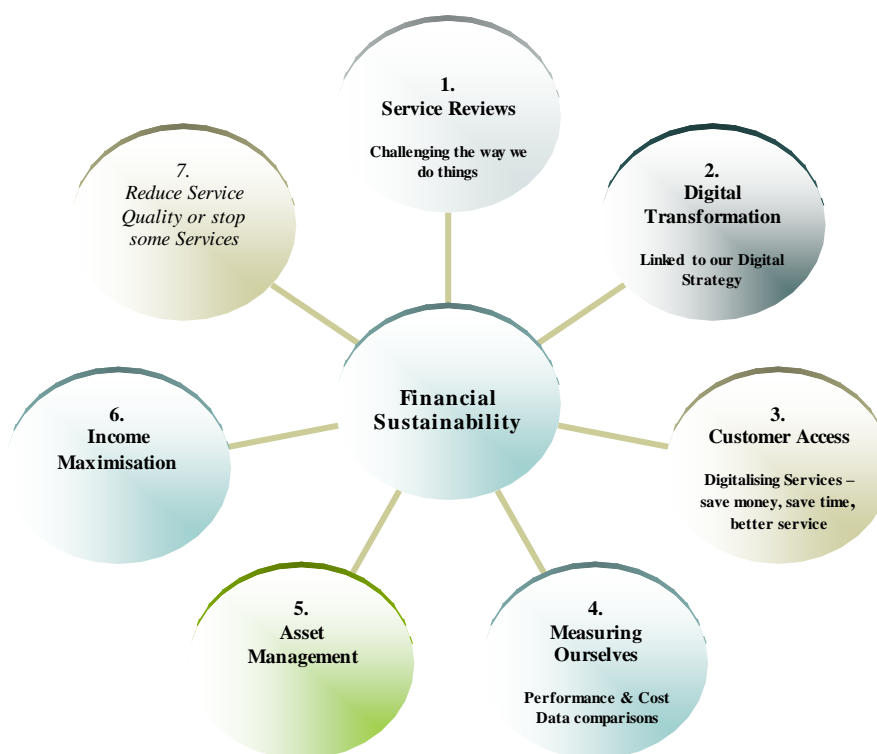 1.
Service Reviews
Challenging the way we
do things
2.
Digital
Transformation
Linked to our Digital
Strategy
3.
Customer Access
Digitalising Services –
save money, save time,
better service
4.
Measuring
Ourselves
Performance & Cost
Data comparisons
5.
Asset
Management
6.
Income
Maximisation
7.
Reduce Service
Quality or stop
some Services
Financial
Sustainability